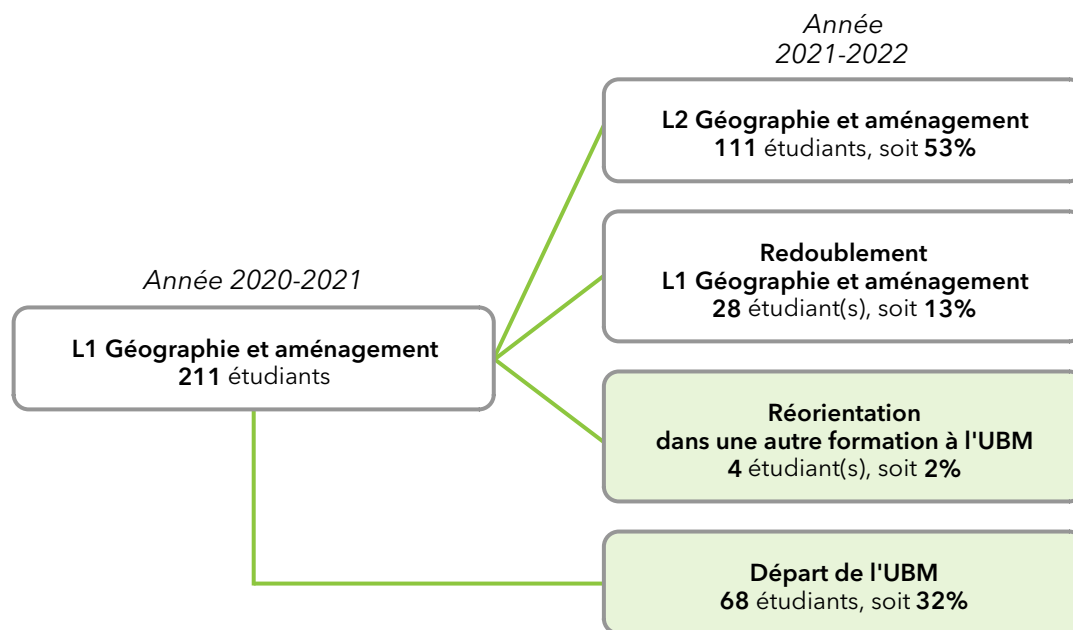 Année
2021-2022
L2 Géographie et aménagement
111 étudiants, soit 53%
Redoublement
L1 Géographie et aménagement
28 étudiant(s), soit 13%
Année 2020-2021
L1 Géographie et aménagement
211 étudiants
Réorientation
dans une autre formation à l'UBM
4 étudiant(s), soit 2%
Départ de l'UBM
68 étudiants, soit 32%